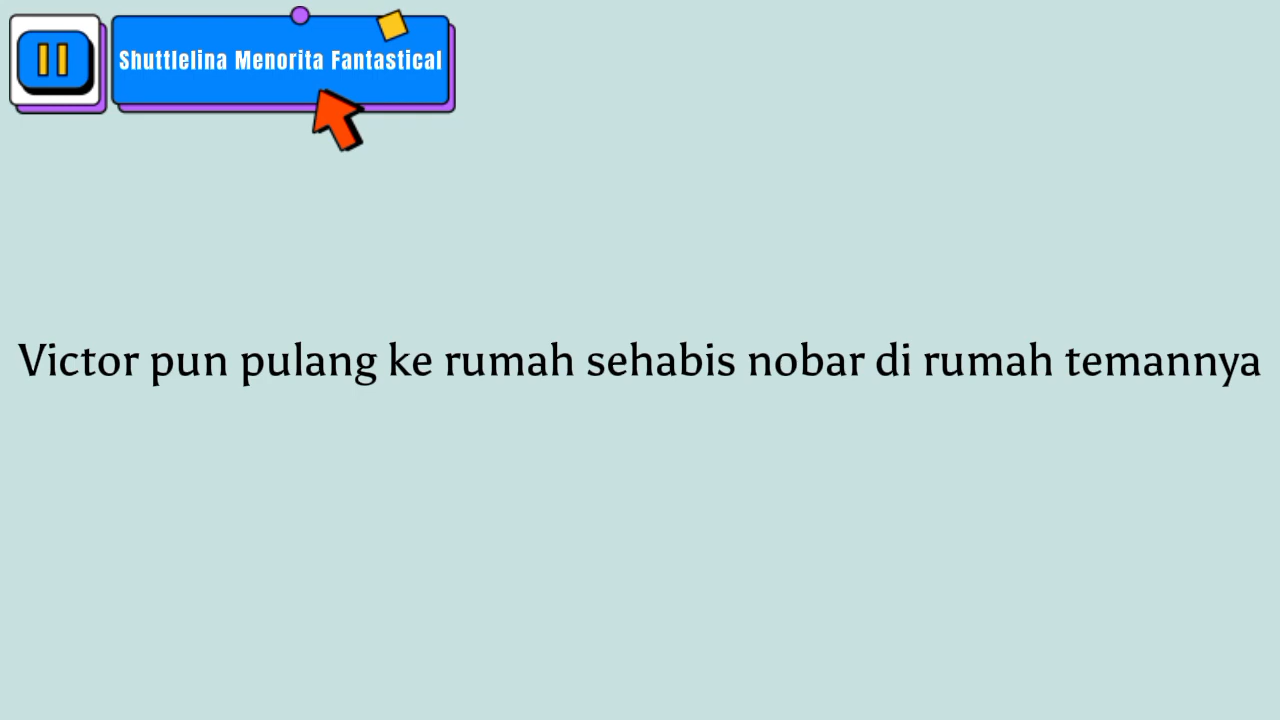 Shuttlelina Menorita Fantastical
Victor pun pulang ke rumah sehabis nobar di rumah temannya